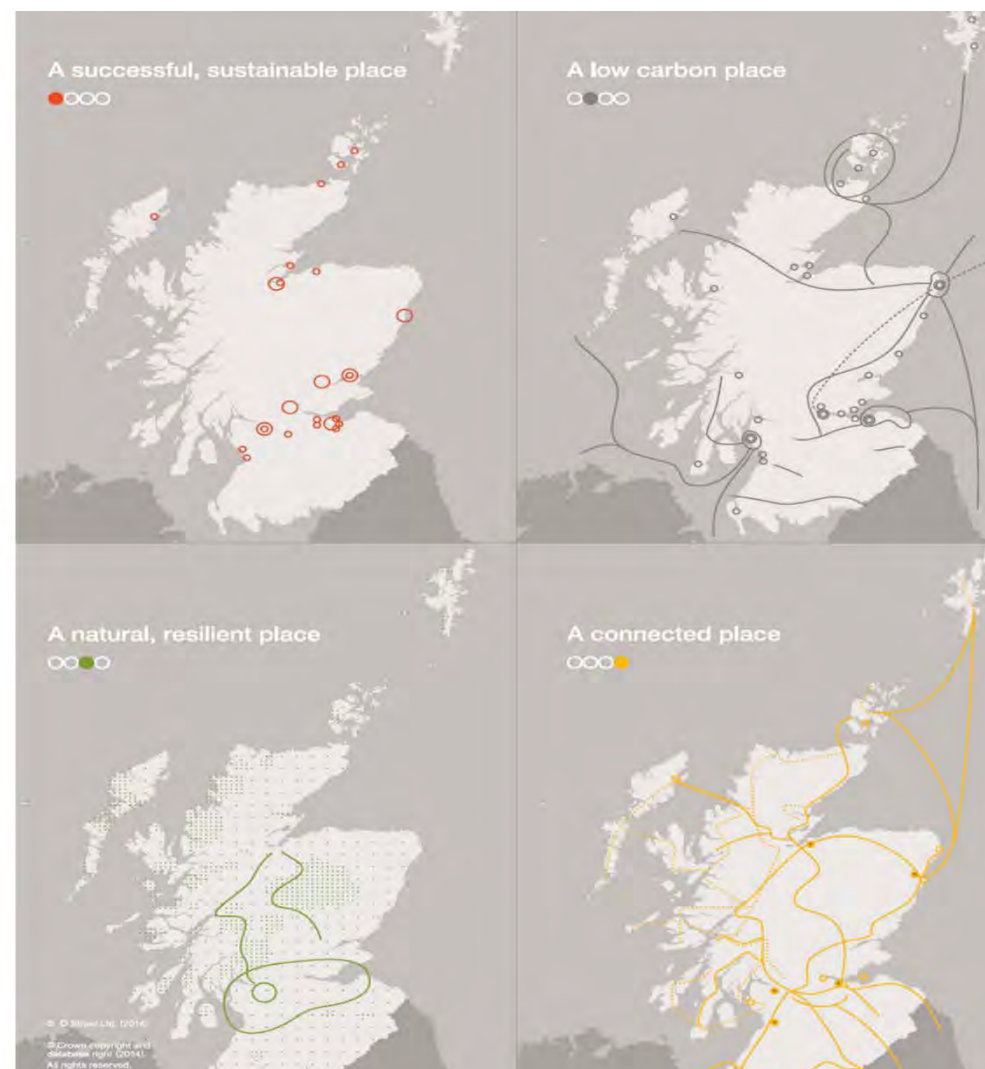 A successful, sustainable place
A low carbon place
A natural, resilient place
A connected place
© Crown copyright and
database right (2014).
All rights reserved.